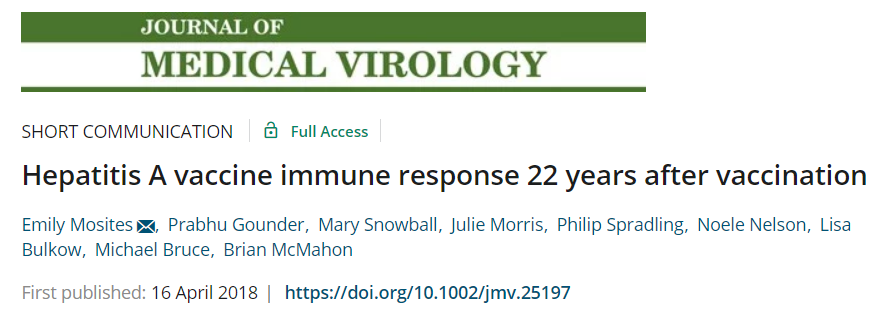 JOURNAL OF
MEDICAL VIROLOGY
SHORT COMMUNICATION Full Access
Hepatitis A vaccine immune response 22 years after vaccination
Emily Mosites, Prabhu Gounder, Mary Snowball, Julie Morris, Philip Spradling, Noele Nelson, Lisa
Bulkow, Michael Bruce, Brian McMahon
First published: 16 April 2018 | https://doi.org/10.1002/jmv.25197